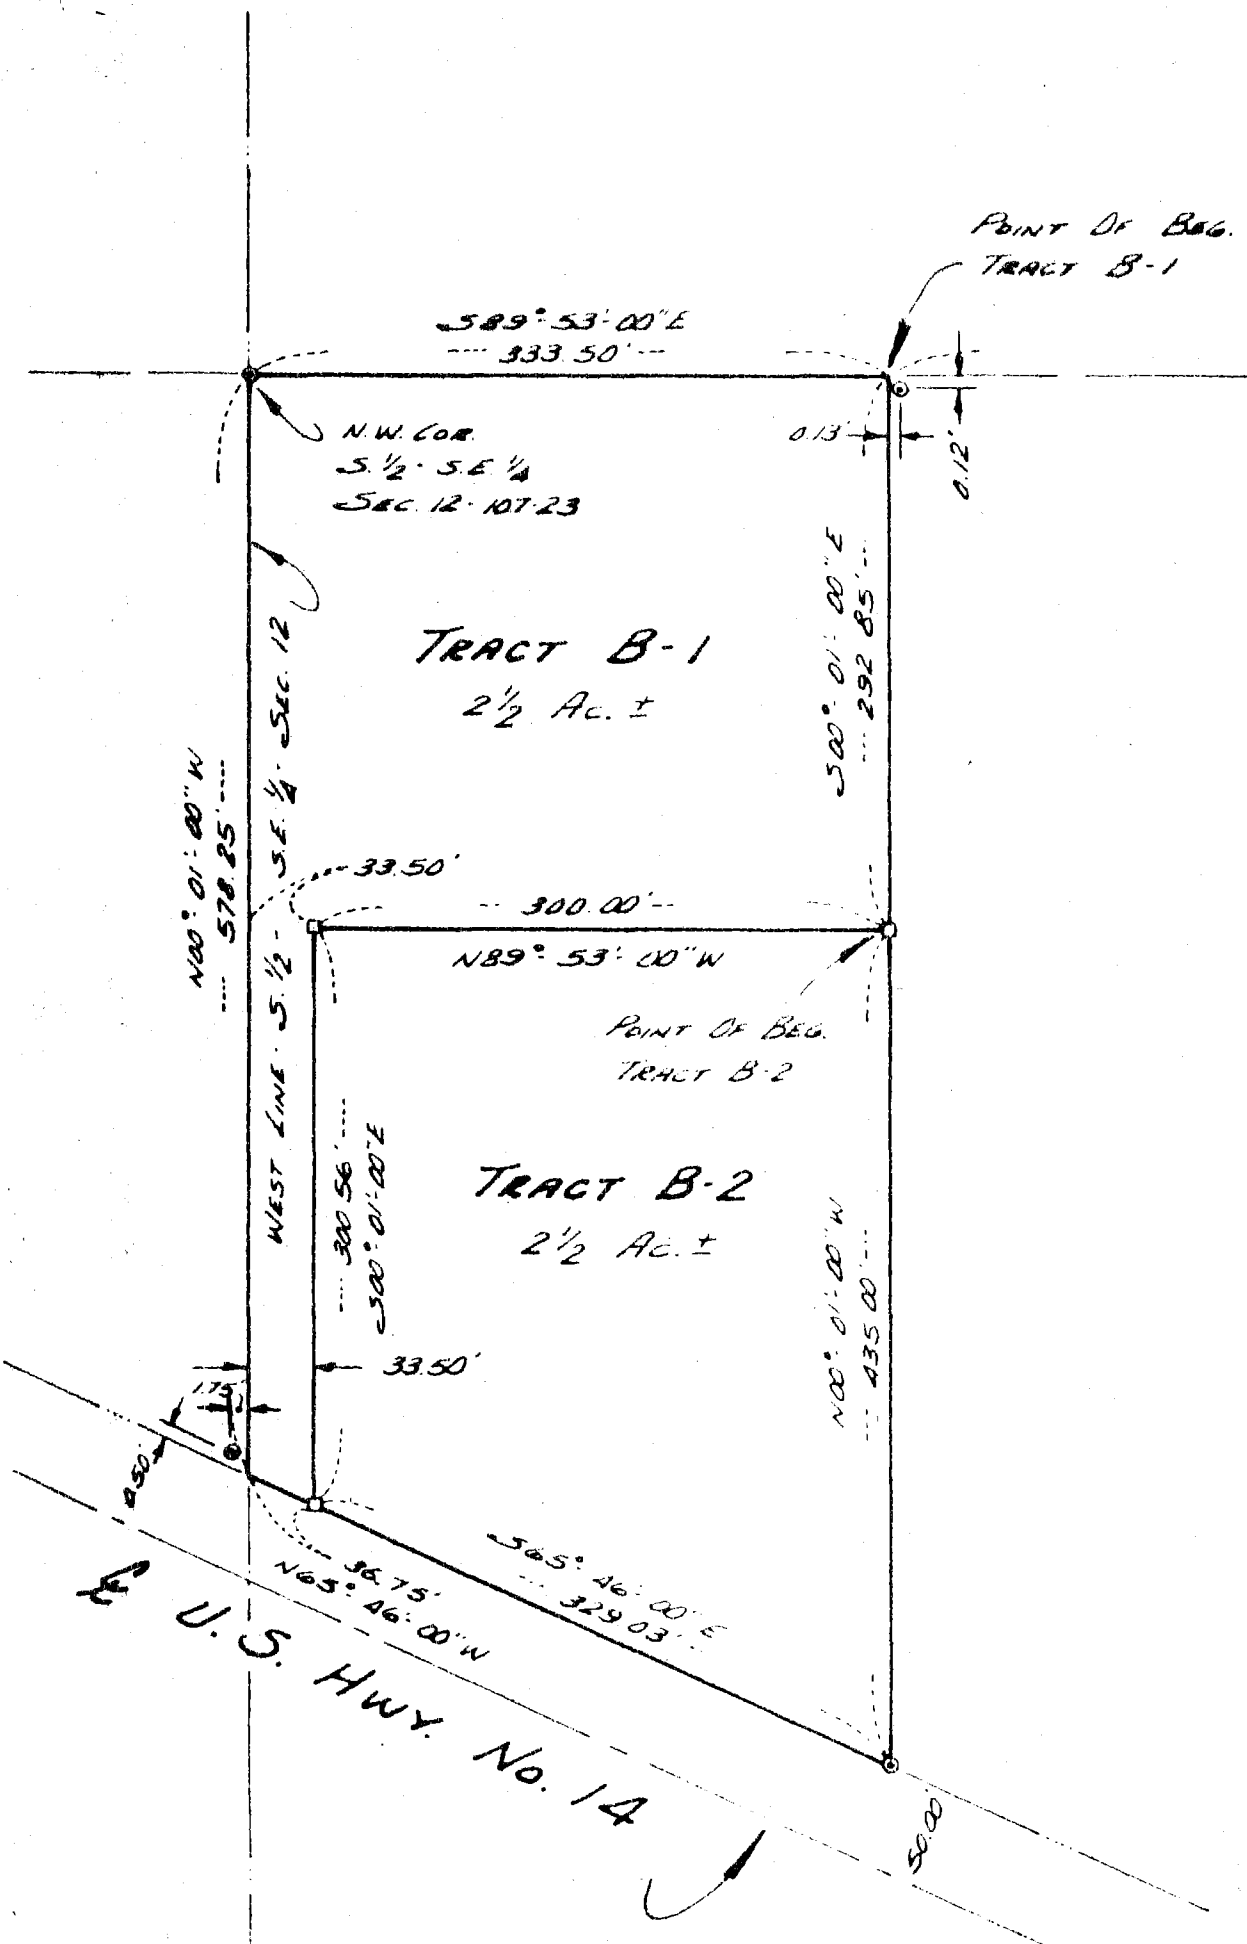 POINT OF BEG.
TRACT B-1
S89°-53'-00"E
333.50'
N.W. COR.
S.1/2 - S.E.1/4
SEC. 12-107-23
0.13'
0.12'
S00°-01'-00"E
292.85'
TRACT B-1
2 1/2 Ac. ±
N00°-01'-00"W
578.25'
WEST LINE - S.1/2 - S.E.1/4 - SEC. 12
33.50'
300.00'
N89°-53'-00"W
POINT OF BEG.
TRACT B-2
300.56'
S00°-01'-00"E
TRACT B-2
2 1/2 Ac. ±
N00°-01'-00"W
435.00'
33.50'
1.75'
36.75'
N65°-46'-00"W
S65°-46'-00"E
329.03'
℄ U.S. HWY. No. 14
50.00'